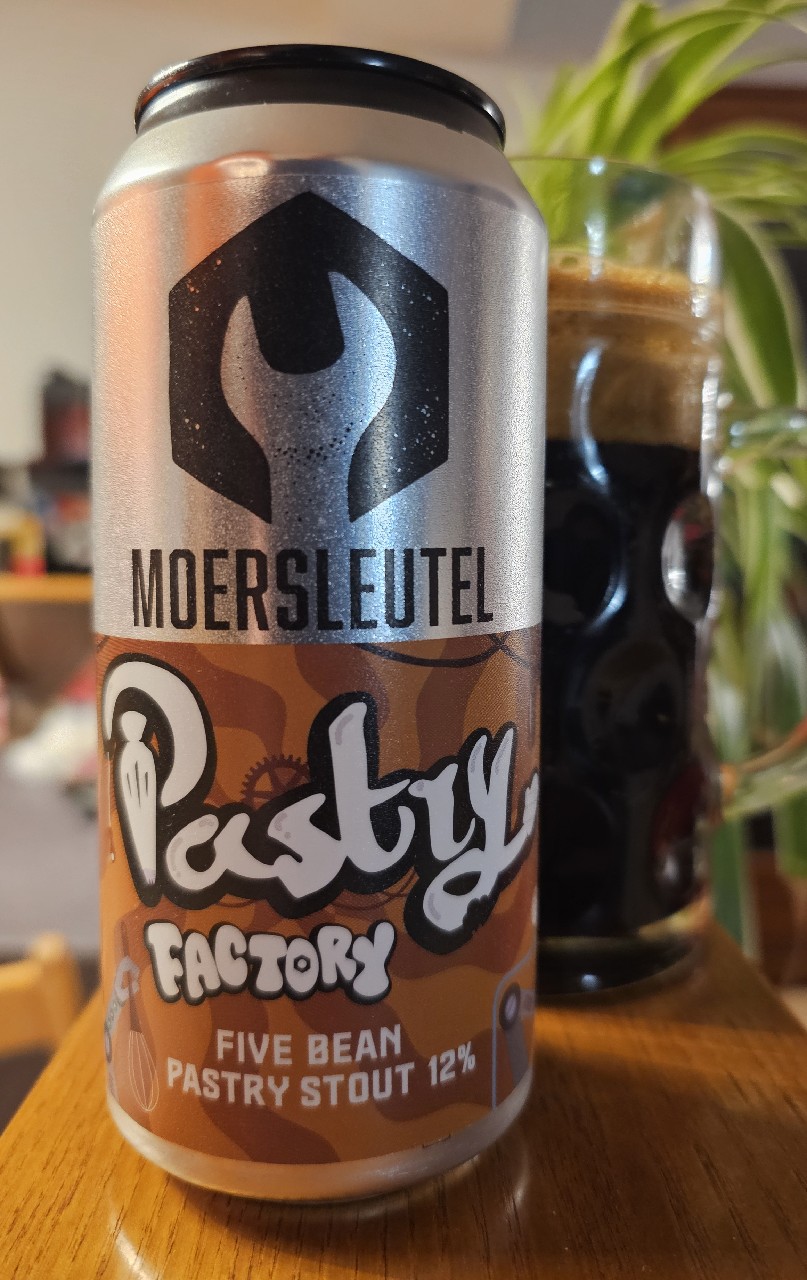 MOERSLEUTEL
Pastry
FACTORY
FIVE BEAN
PASTRY STOUT 12%